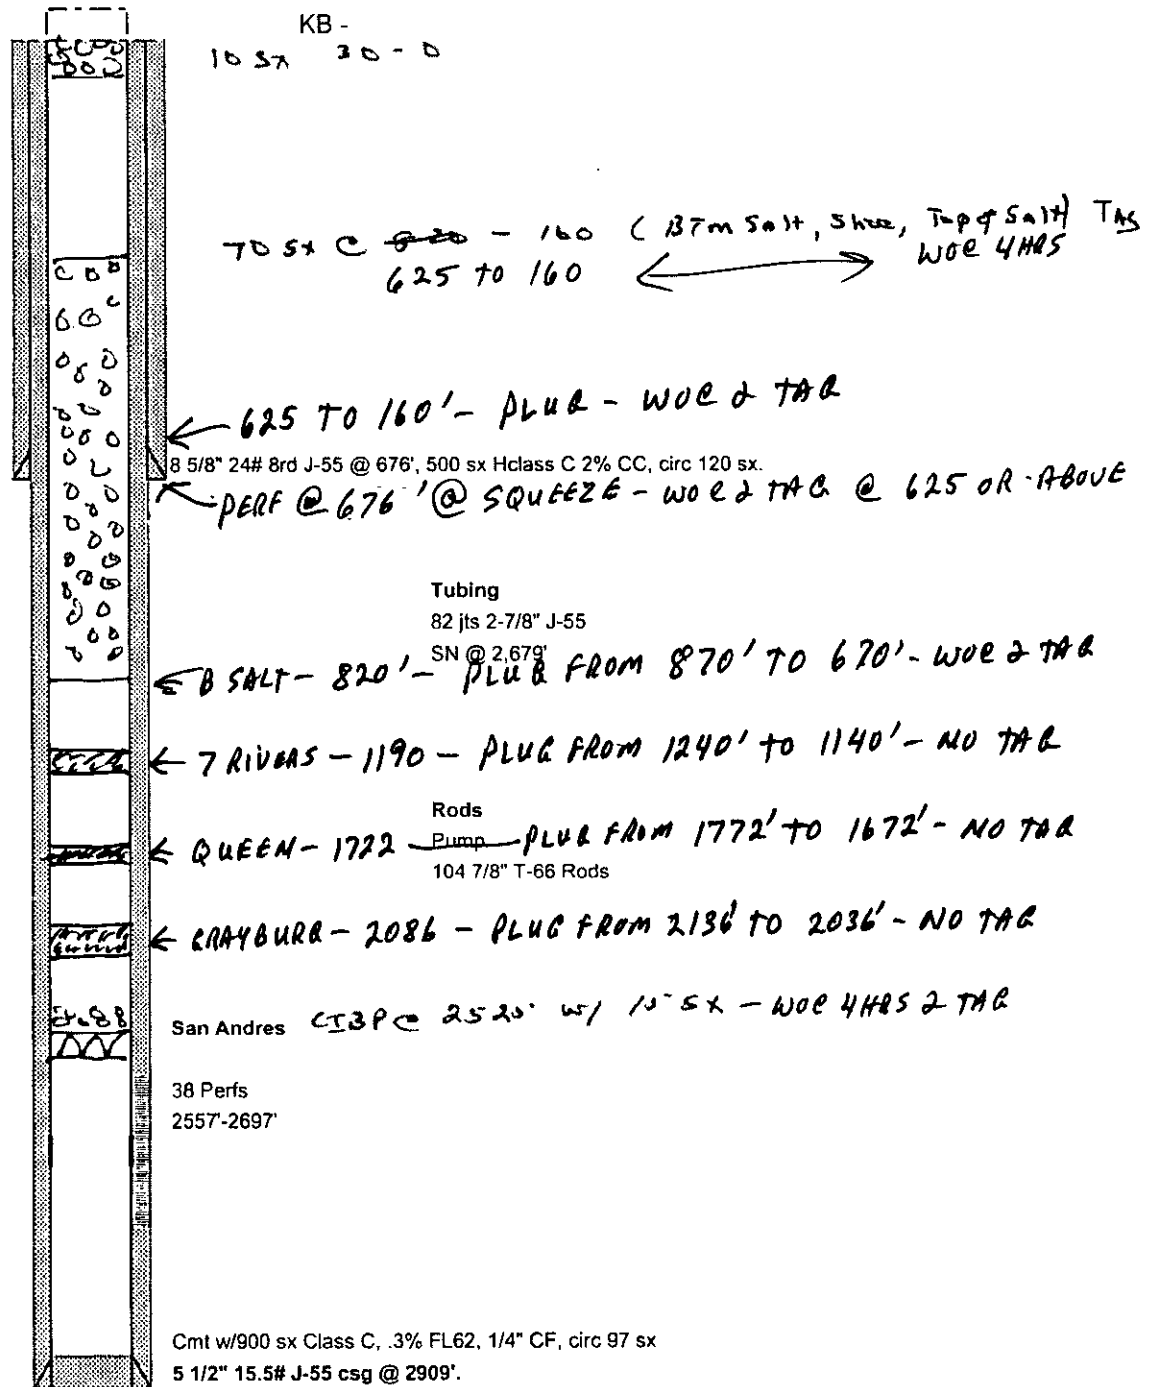 KB -
10 sx 30 - 0
70 sx C - 160 (BTm Salt, Shoe, Top of Salt) TAG
WOC 4 HRS
625 TO 160
625 TO 160' - PLUG - WOC & TAG
8 5/8" 24# 8rd J-55 @ 676', 500 sx Hclass C 2% CC, circ 120 sx.
PERF @ 676' @ SQUEEZE - WOC & TAG @ 625 OR ABOVE
Tubing
82 jts 2-7/8" J-55
SN @ 2,679'
B SALT - 820' - PLUG FROM 870' TO 670' - WOC & TAG
7 RIVERS - 1190 - PLUG FROM 1240' TO 1140' - NO TAG
Rods
Pump
QUEEN - 1722 - PLUG FROM 1772' TO 1672' - NO TAG
104 7/8" T-66 Rods
GRAYBURG - 2086 - PLUG FROM 2136' TO 2036' - NO TAG
San Andres CIBP @ 2520' w/ sx - WOC 4 HRS & TAG
38 Perfs
2557'-2697'
Cmt w/900 sx Class C, .3% FL62, 1/4" CF, circ 97 sx
5 1/2" 15.5# J-55 csg @ 2909'.